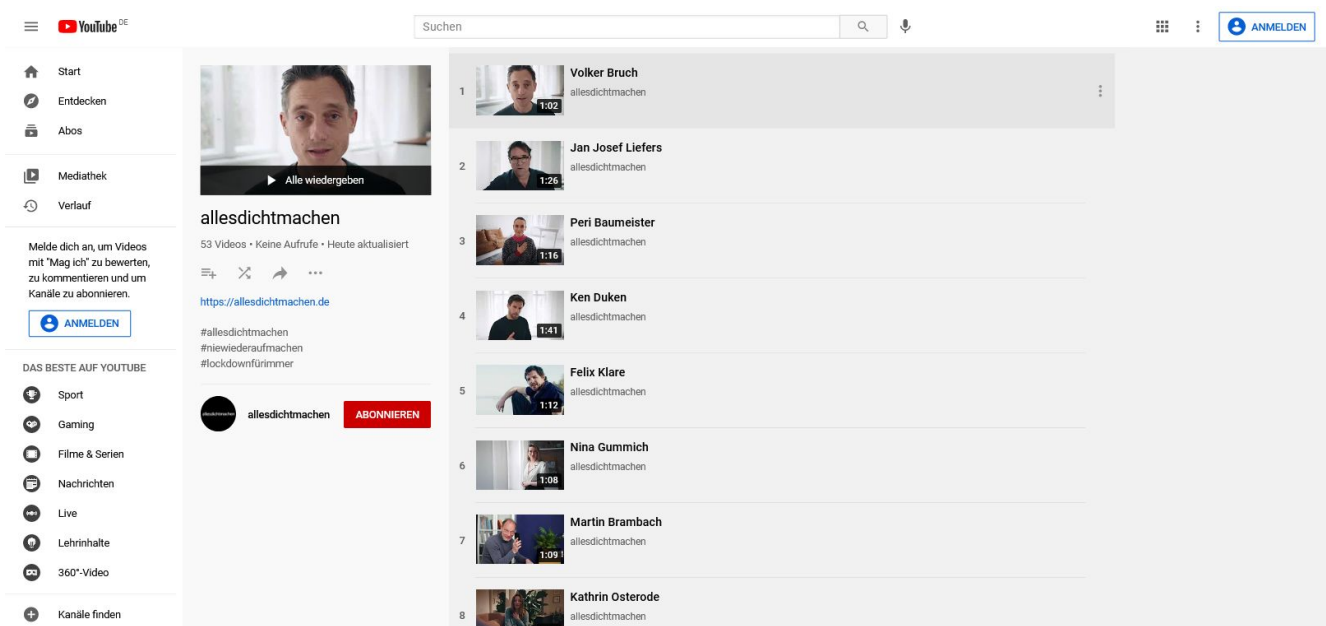 YouTube DE
Suchen
ANMELDEN
Start
Entdecken
Abos
Mediathek
Verlauf
Melde dich an, um Videos
mit "Mag ich" zu bewerten,
zu kommentieren und um
Kanäle zu abonnieren.
ANMELDEN
DAS BESTE AUF YOUTUBE
Sport
Gaming
Filme & Serien
Nachrichten
Live
Lehrinhalte
360°-Video
Kanäle finden
Alle wiedergeben
allesdichtmachen
53 Videos • Keine Aufrufe • Heute aktualisiert
https://allesdichtmachen.de
#allesdichtmachen
#niewiederaufmachen
#lockdownfürimmer
allesdichtmachen
allesdichtmachen
ABONNIEREN
1
1:02
Volker Bruch
allesdichtmachen
2
1:26
Jan Josef Liefers
allesdichtmachen
3
1:16
Peri Baumeister
allesdichtmachen
4
1:41
Ken Duken
allesdichtmachen
5
1:12
Felix Klare
allesdichtmachen
6
1:08
Nina Gummich
allesdichtmachen
7
1:09
Martin Brambach
allesdichtmachen
8
Kathrin Osterode
allesdichtmachen